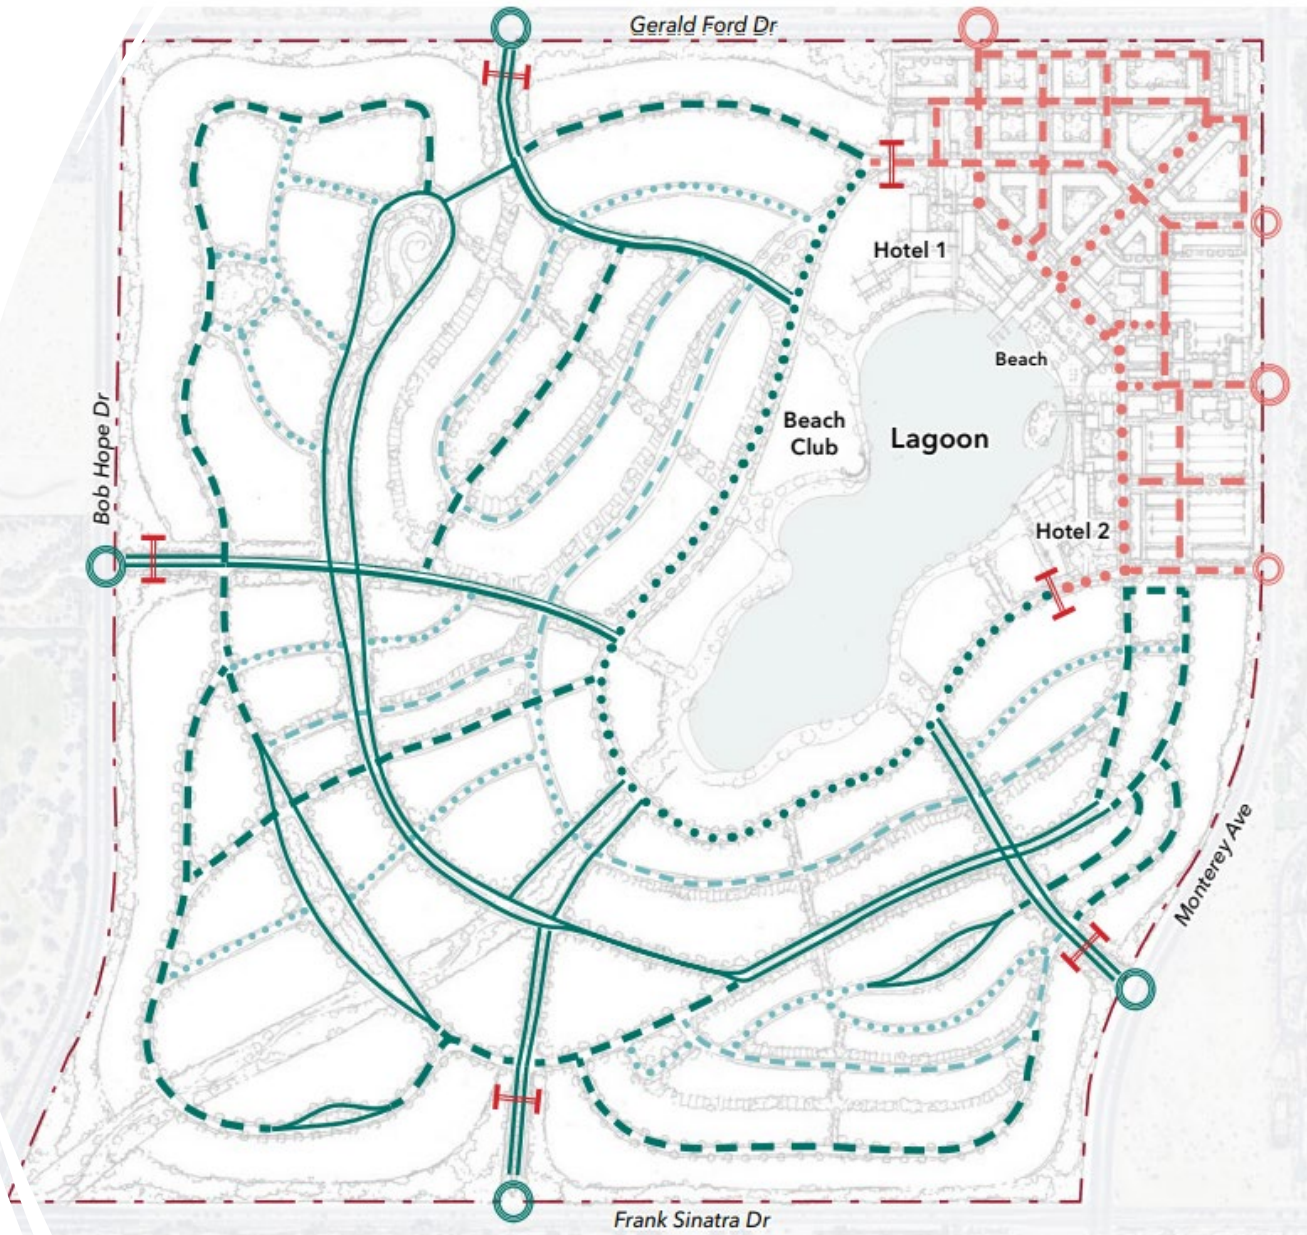 Gerald Ford Dr
Hotel 1
Beach
Bob Hope Dr
Beach
Club
Lagoon
Hotel 2
Monterey Ave
Frank Sinatra Dr